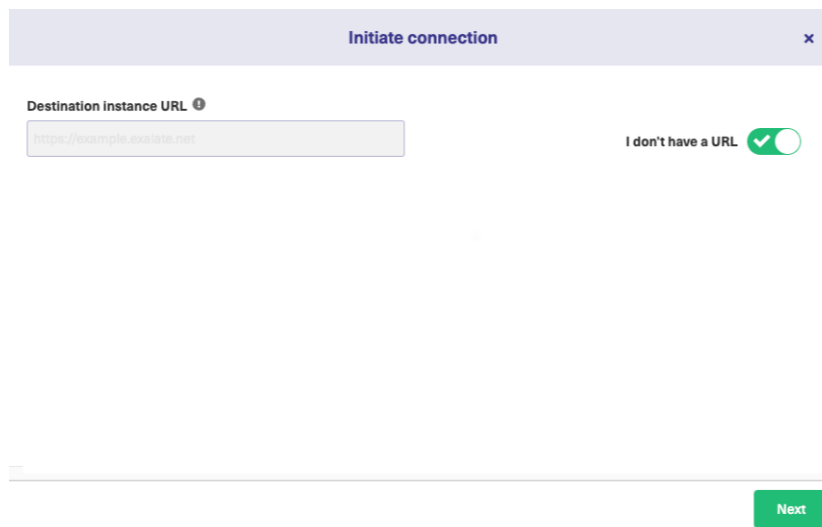 Initiate connection
×
Destination instance URL
https://example.exalate.net
I don't have a URL
Next